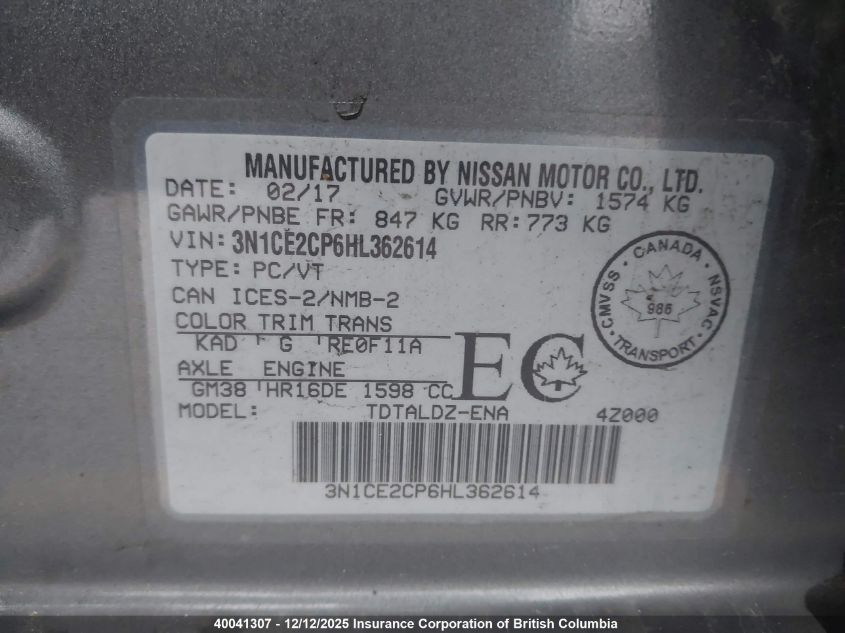 MANUFACTURED BY NISSAN MOTOR CO., LTD.
DATE: 02/17 GVWR/PNBV: 1574 KG
GAWR/PNBE FR: 847 KG RR: 773 KG
VIN: 3N1CE2CP6HL362614
TYPE: PC/VT
CAN ICES-2/NMB-2
COLOR TRIM TRANS
KAD G RE0F11A
AXLE ENGINE
GM38 HR16DE 1598 CC
EC
MODEL: TDTALDZ-ENA 4Z000
3N1CE2CP6HL362614
CMVSS · CANADA · NSVAC · TRANSPORT ·
986
40041307 - 12/12/2025 Insurance Corporation of British Columbia